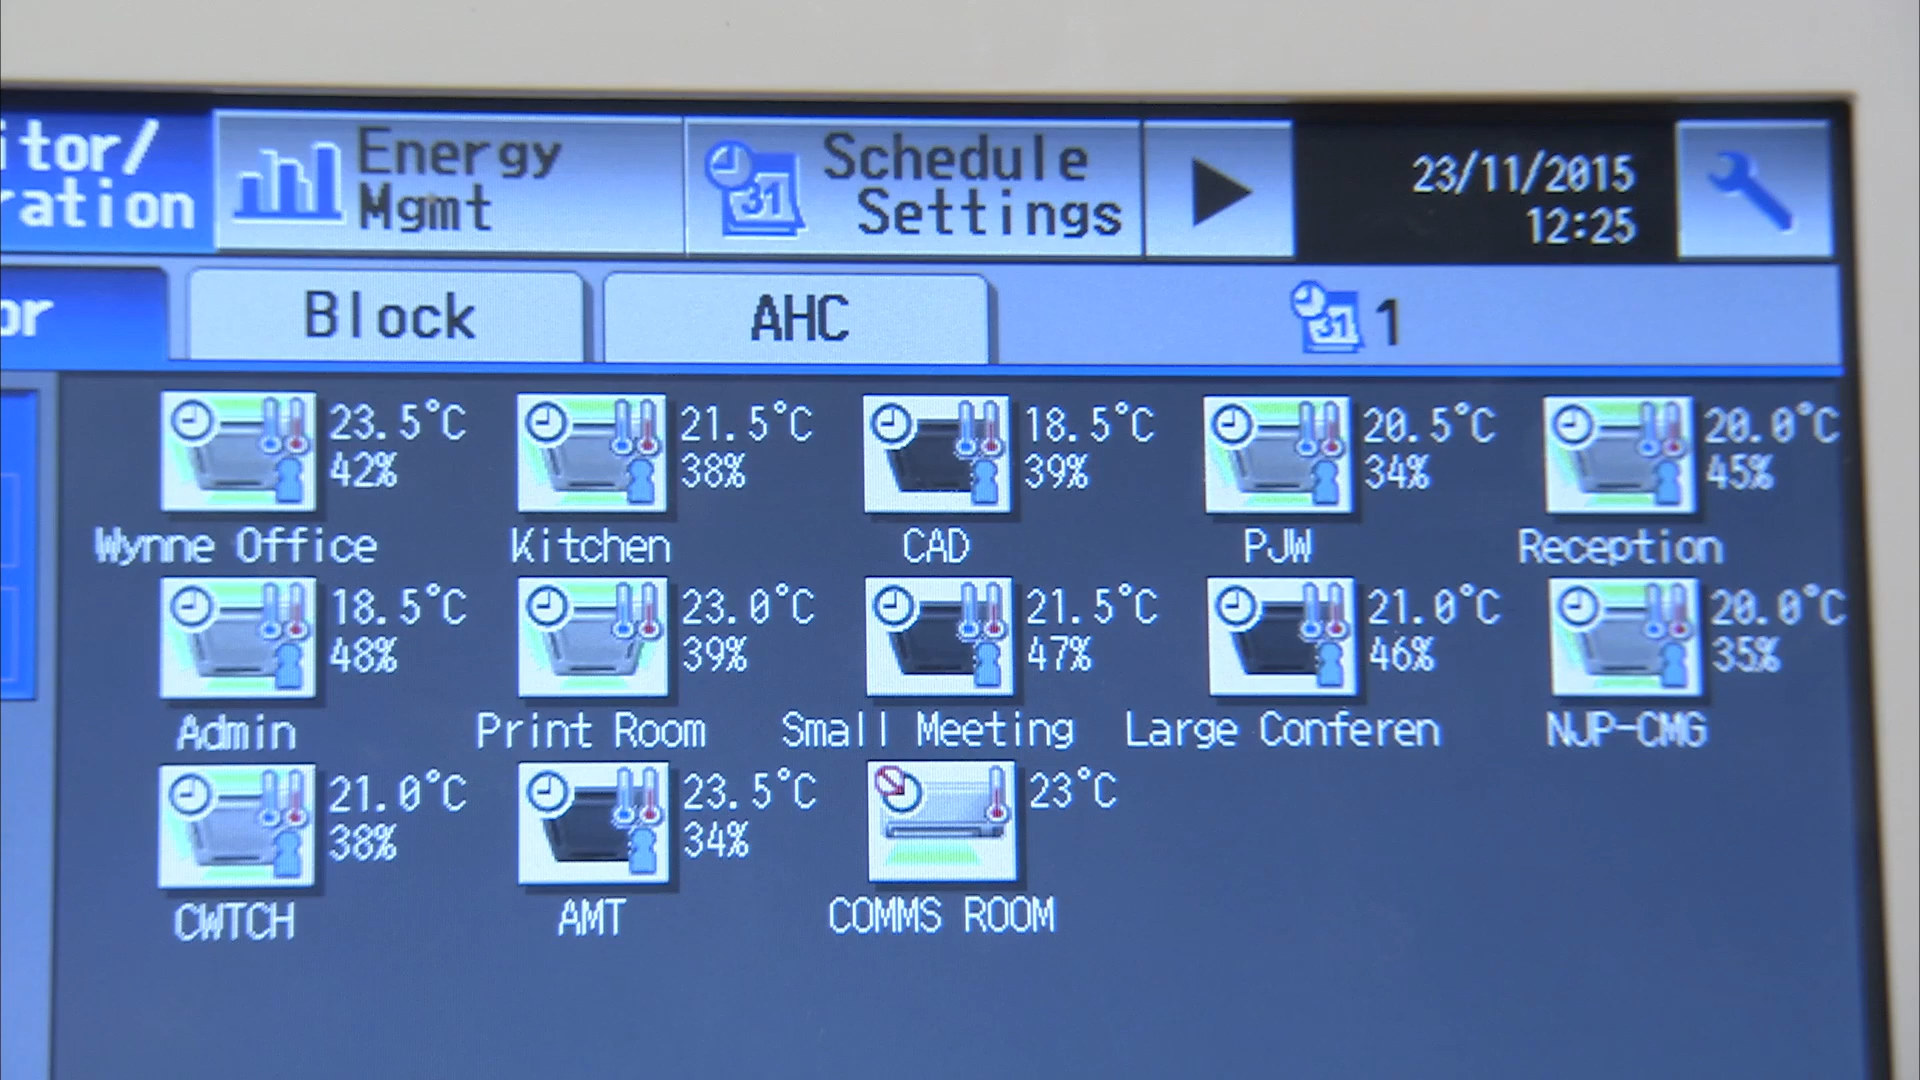 itor/
ration
Energy
Mgmt
31
Schedule
Settings
23/11/2015
12:25
or
Block
AHC
31 1
23.5°C 21.5°C 18.5°C 20.5°C 20.0°C
42% 38% 39% 34% 45%
Wynne Office Kitchen CAD PJW Reception
18.5°C 23.0°C 21.5°C 21.0°C 20.0°C
48% 39% 47% 46% 35%
Admin Print Room Small Meeting Large Conferen NJP-CMG
21.0°C 23.5°C 23°C
38% 34%
CWTCH AMT COMMS ROOM